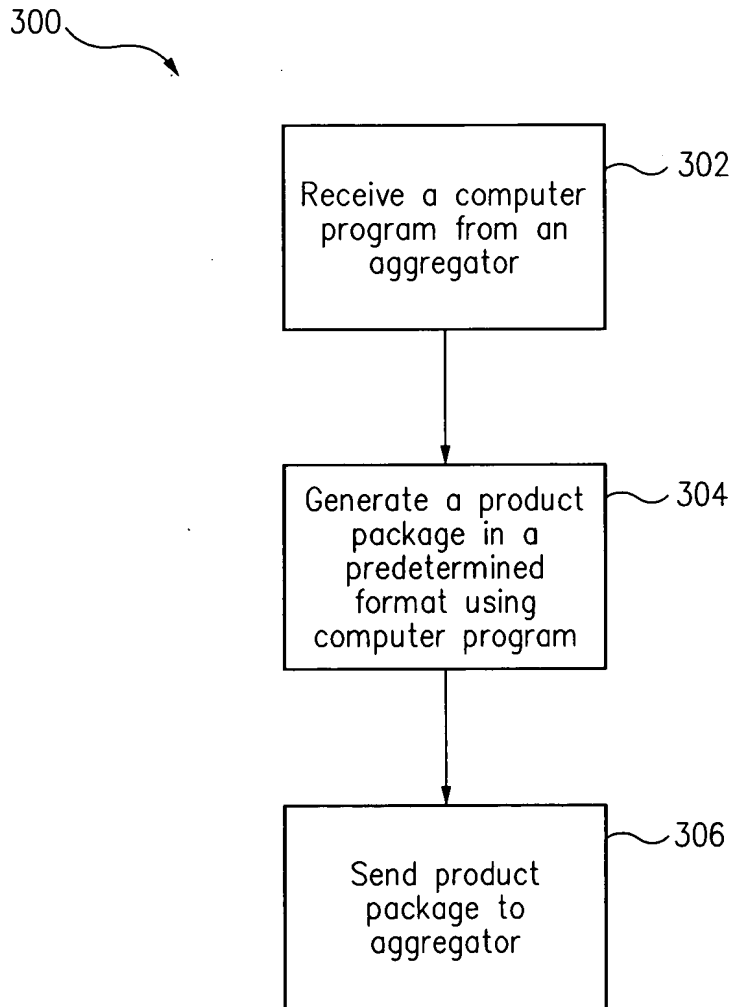 300
302
Receive a computer
program from an
aggregator
304
Generate a product
package in a
predetermined
format using
computer program
306
Send product
package to
aggregator